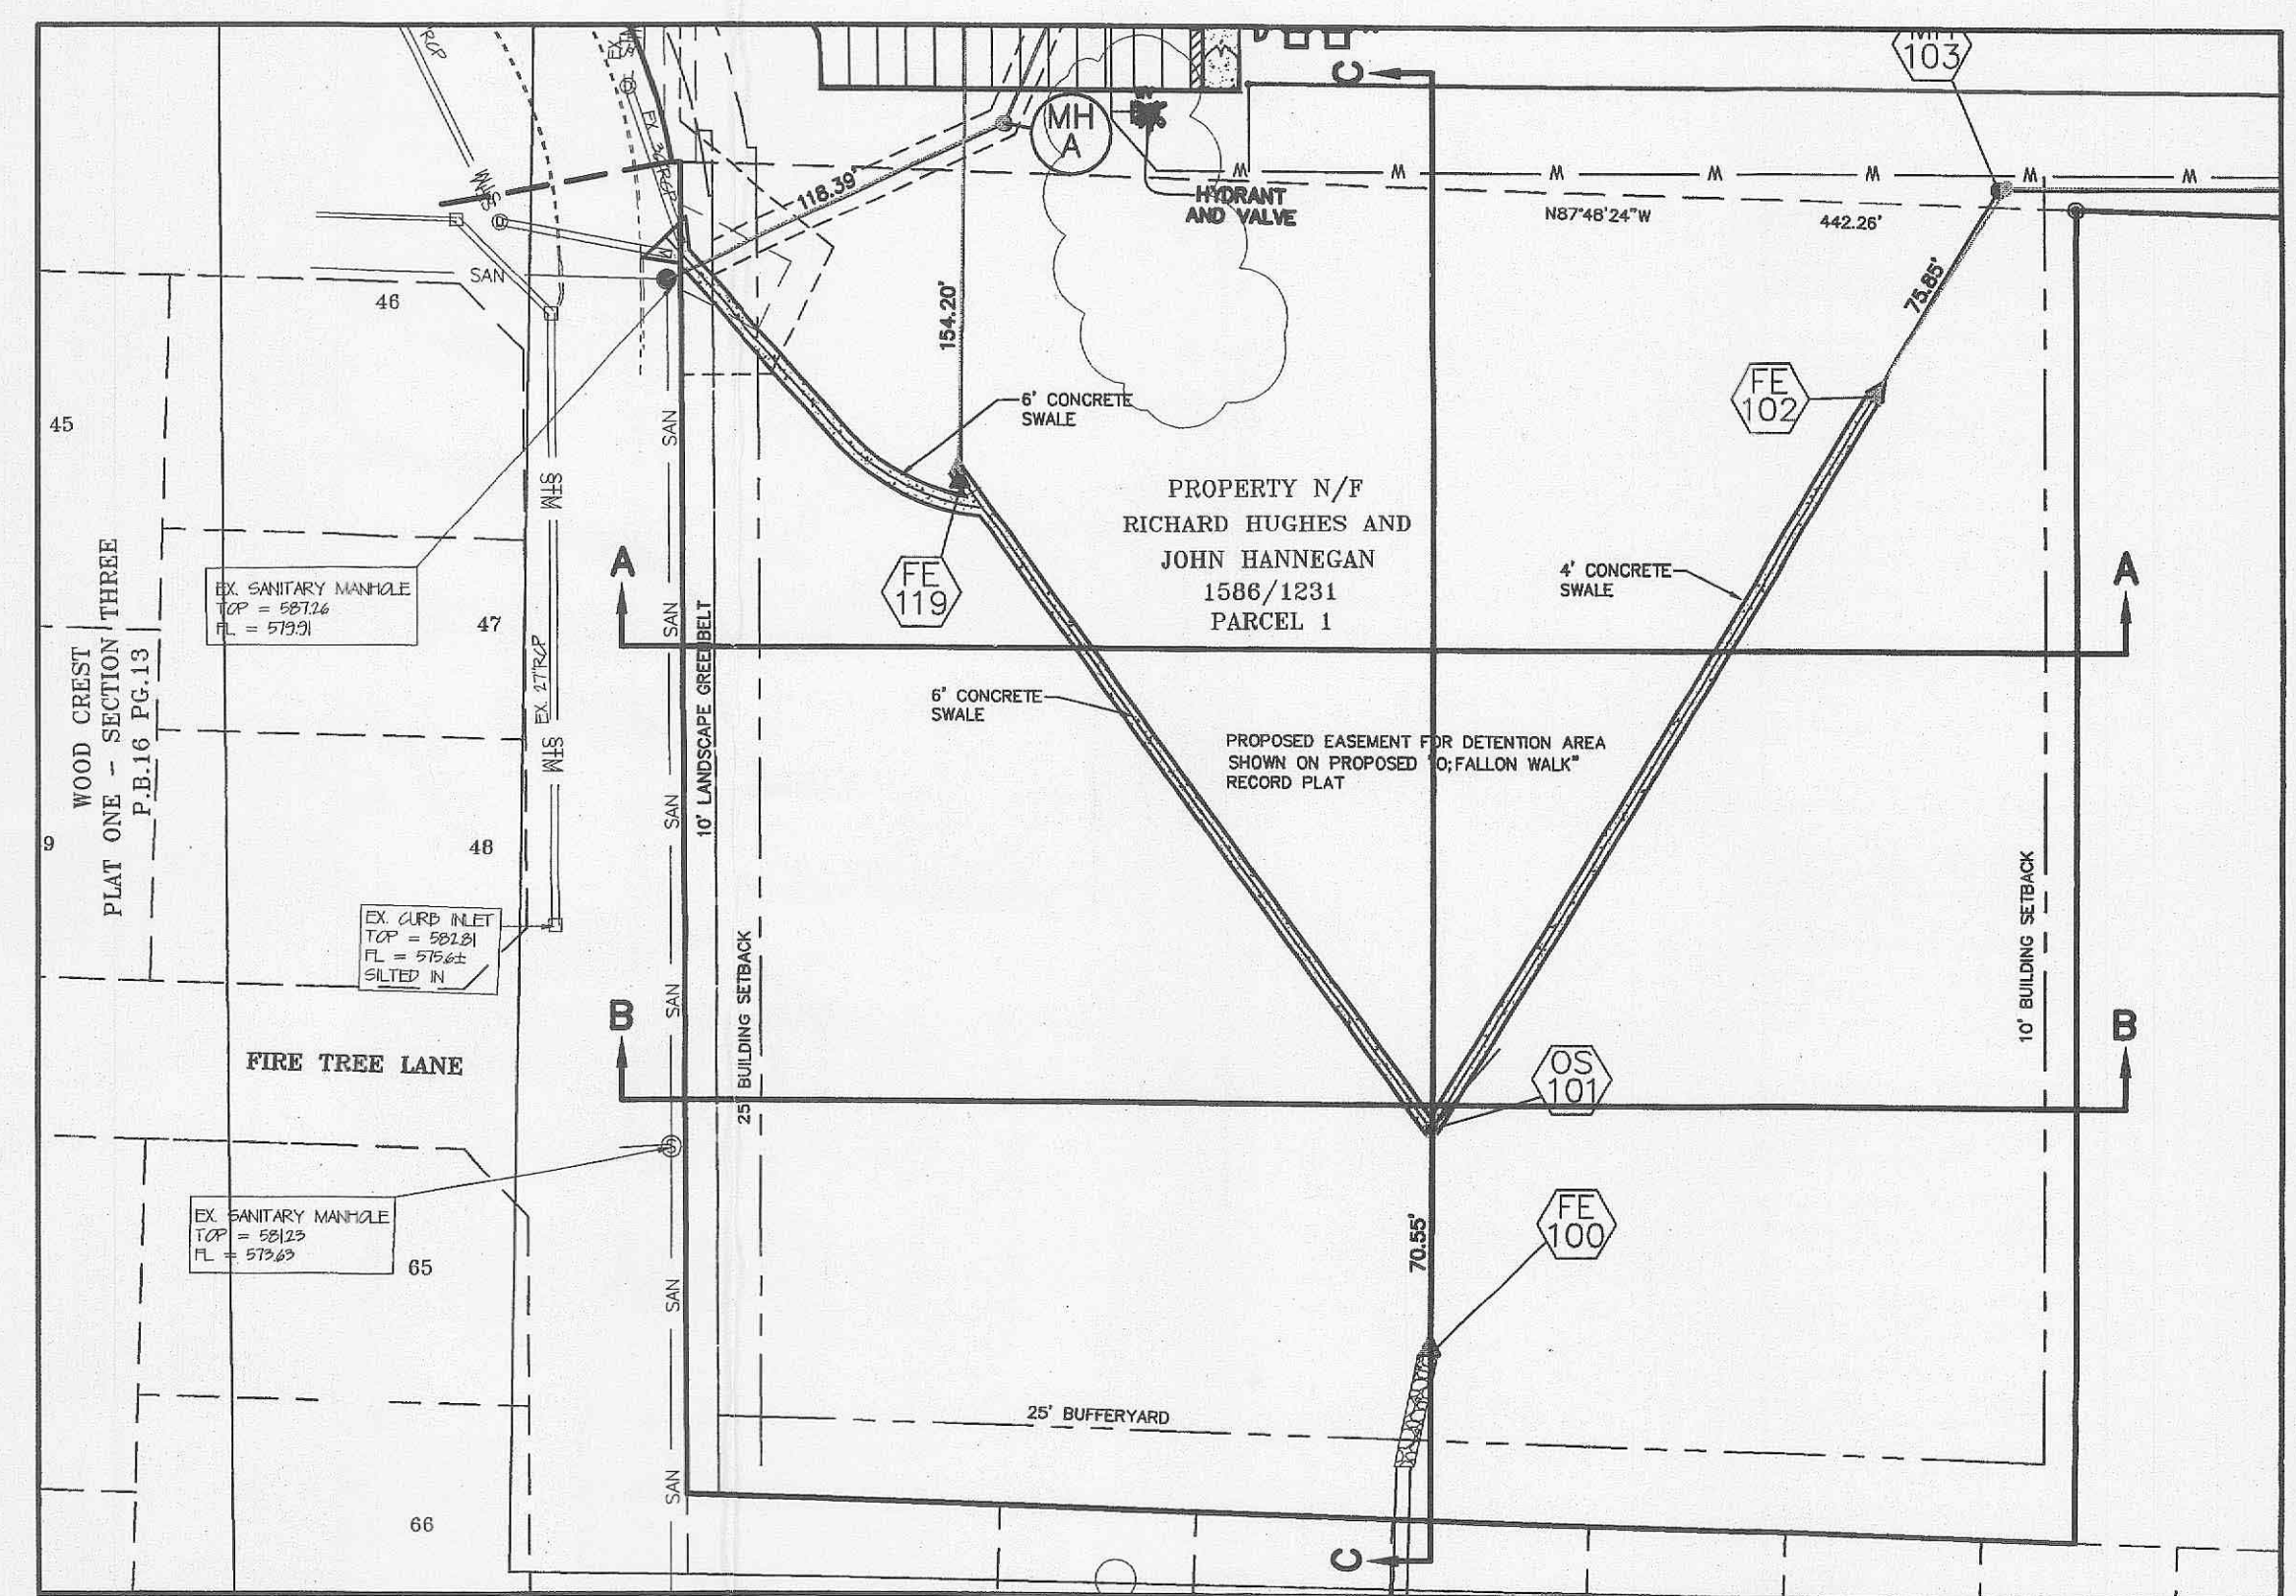 RCP
EX
EX. 36"RCP
103
MH
A
C
118.39'
HYDRANT
AND VALVE
W
W
W
W
W
W
W
N87°48'24"W
442.26'
SAN
46
154.20'
75.85'
45
6' CONCRETE
SWALE
FE
102
SAN
STM
PROPERTY N/F
RICHARD HUGHES AND
JOHN HANNEGAN
1586/1231
PARCEL 1
A
FE
119
4' CONCRETE
SWALE
A
EX. SANITARY MANHOLE
TOP = 587.26
FL = 579.91
47
SAN
10' LANDSCAPE GREENBELT
WOOD CREST
PLAT ONE - SECTION THREE
P.B.16 PG.13
EX. 27"RCP
STM
6' CONCRETE
SWALE
PROPOSED EASEMENT FOR DETENTION AREA
SHOWN ON PROPOSED "O;FALLON WALK"
RECORD PLAT
SAN
9
48
10' BUILDING SETBACK
EX. CURB INLET
TOP = 582.81
FL = 575.6±
SILTED IN
25' BUILDING SETBACK
SAN
B
B
FIRE TREE LANE
OS
101
EX. SANITARY MANHOLE
TOP = 581.23
FL = 573.63
65
FE
100
70.55'
SAN
25' BUFFERYARD
SAN
66
C